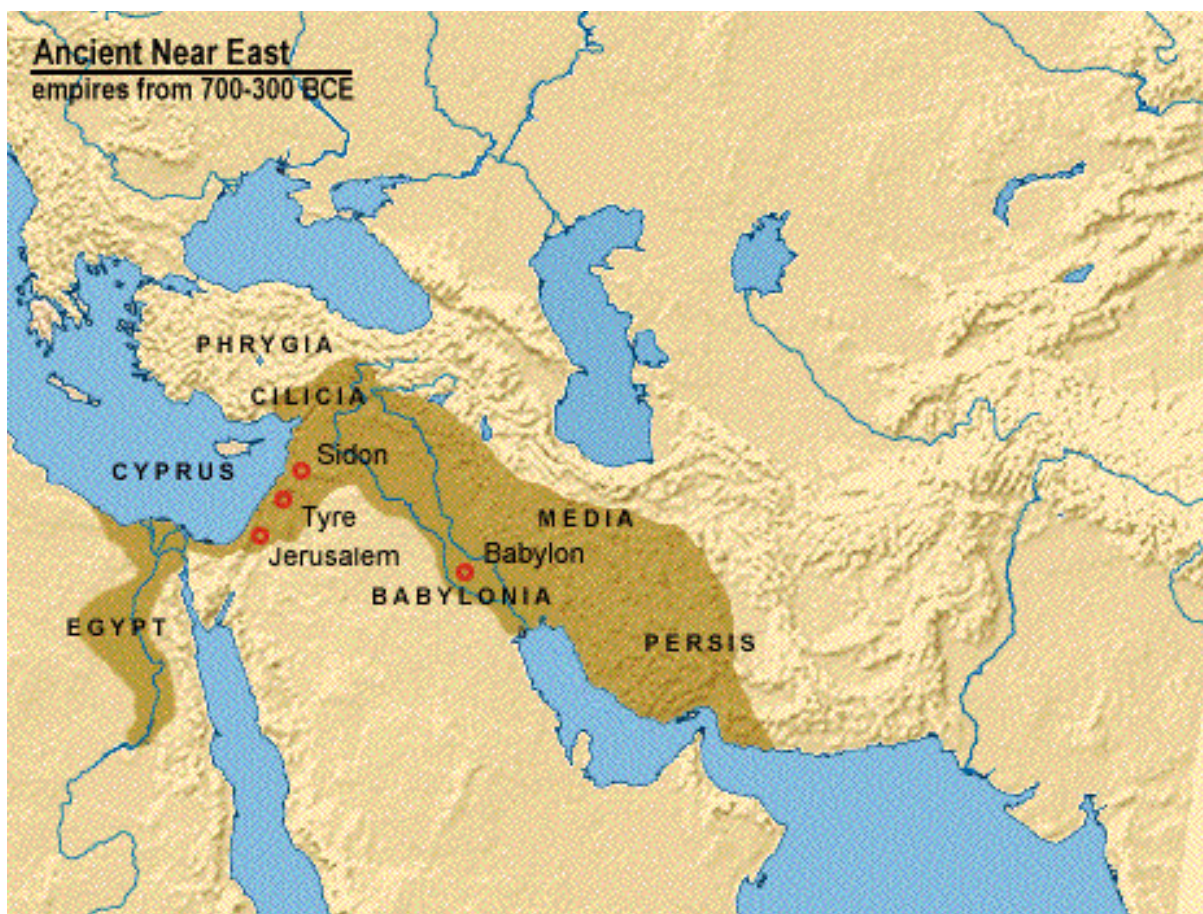 Ancient Near East
empires from 700-300 BCE
PHRYGIA
CILICIA
CYPRUS
Sidon
Tyre
Jerusalem
MEDIA
Babylon
BABYLONIA
EGYPT
PERSIS